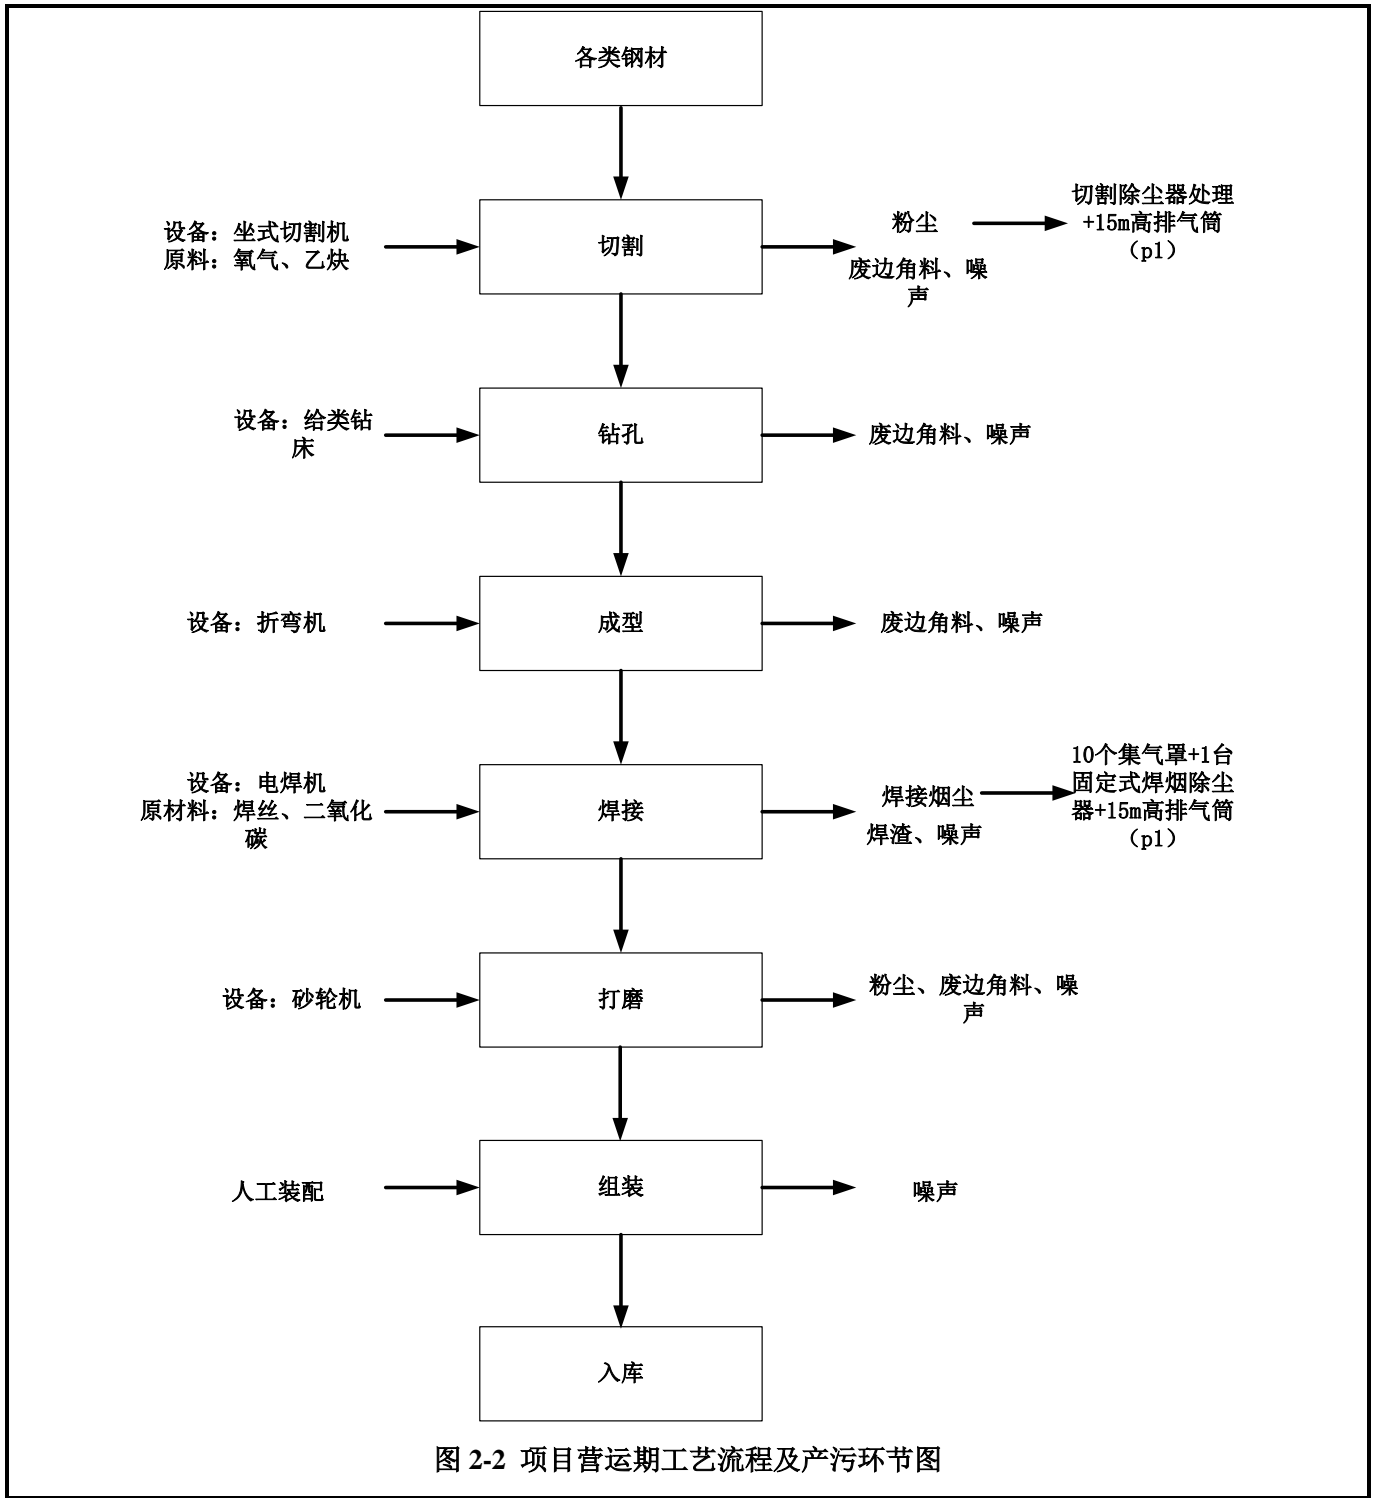 各类钢材
设备：坐式切割机
原料：氧气、乙炔
切割
粉尘
废边角料、噪
声
切割除尘器处理
+15m高排气筒
（p1）
设备：给类钻
床
钻孔
废边角料、噪声
设备：折弯机
成型
废边角料、噪声
设备：电焊机
原材料：焊丝、二氧化
碳
焊接
焊接烟尘
焊渣、噪声
10个集气罩+1台
固定式焊烟除尘
器+15m高排气筒
（p1）
设备：砂轮机
打磨
粉尘、废边角料、噪
声
人工装配
组装
噪声
入库
图 2-2 项目营运期工艺流程及产污环节图